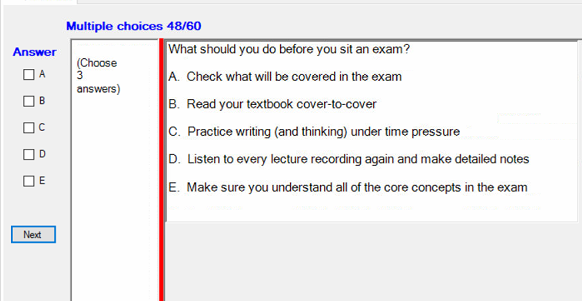 Multiple choices 48/60
Answer
A
B
C
D
E
Next
(Choose
3
answers)
What should you do before you sit an exam?
A. Check what will be covered in the exam
B. Read your textbook cover-to-cover
C. Practice writing (and thinking) under time pressure
D. Listen to every lecture recording again and make detailed notes
E. Make sure you understand all of the core concepts in the exam